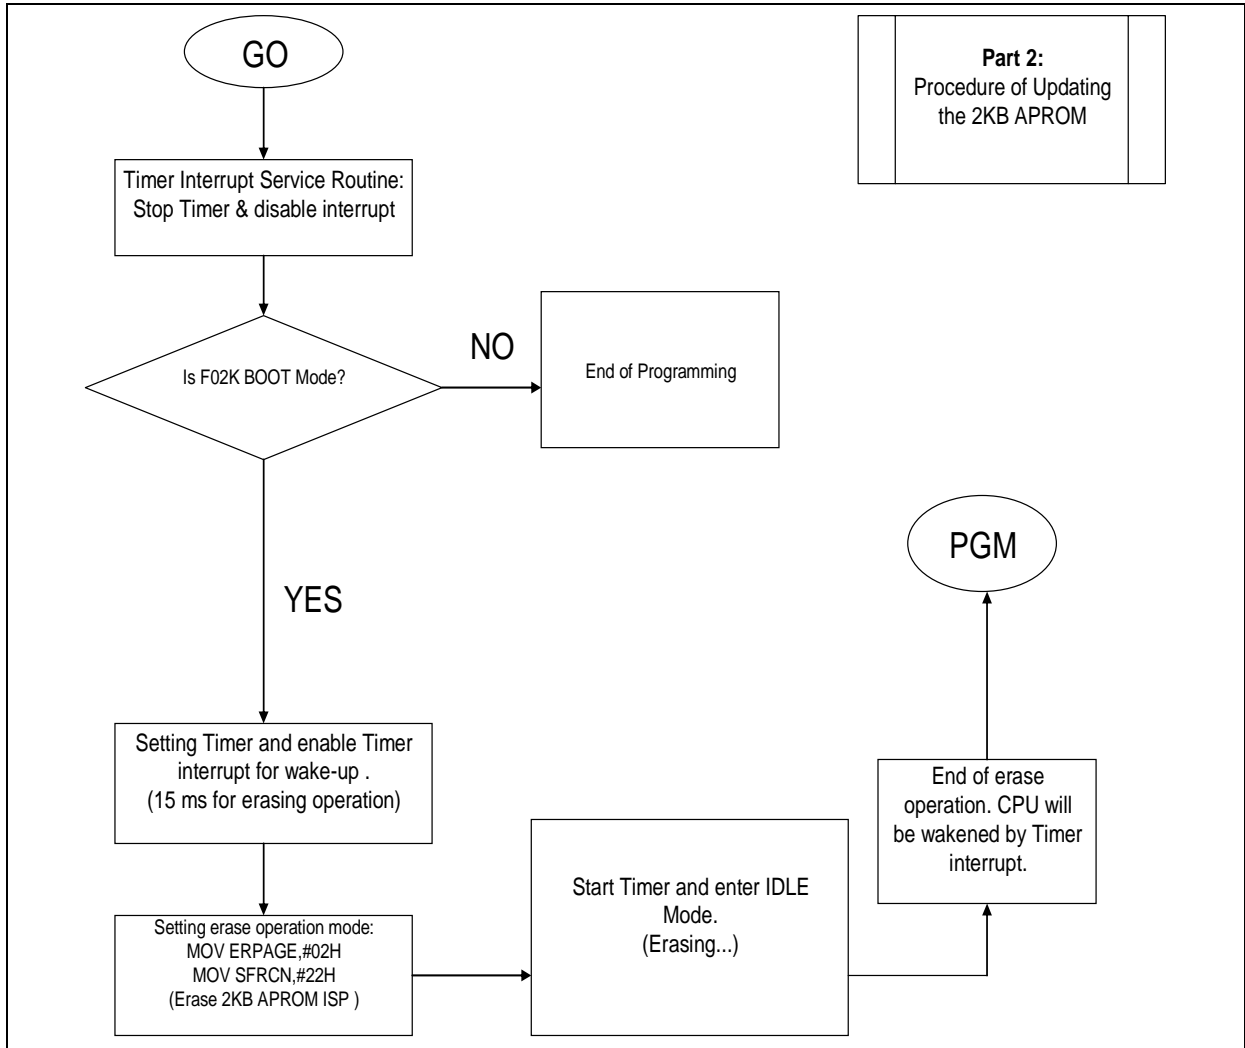 GO
Part 2:
Procedure of Updating
the 2KB APROM
Timer Interrupt Service Routine:
Stop Timer & disable interrupt
Is F02K BOOT Mode?
NO
End of Programming
YES
PGM
Setting Timer and enable Timer
interrupt for wake-up .
(15 ms for erasing operation)
End of erase
operation. CPU will
be wakened by Timer
interrupt.
Setting erase operation mode:
MOV ERPAGE,#02H
MOV SFRCN,#22H
(Erase 2KB APROM ISP )
Start Timer and enter IDLE
Mode.
(Erasing...)